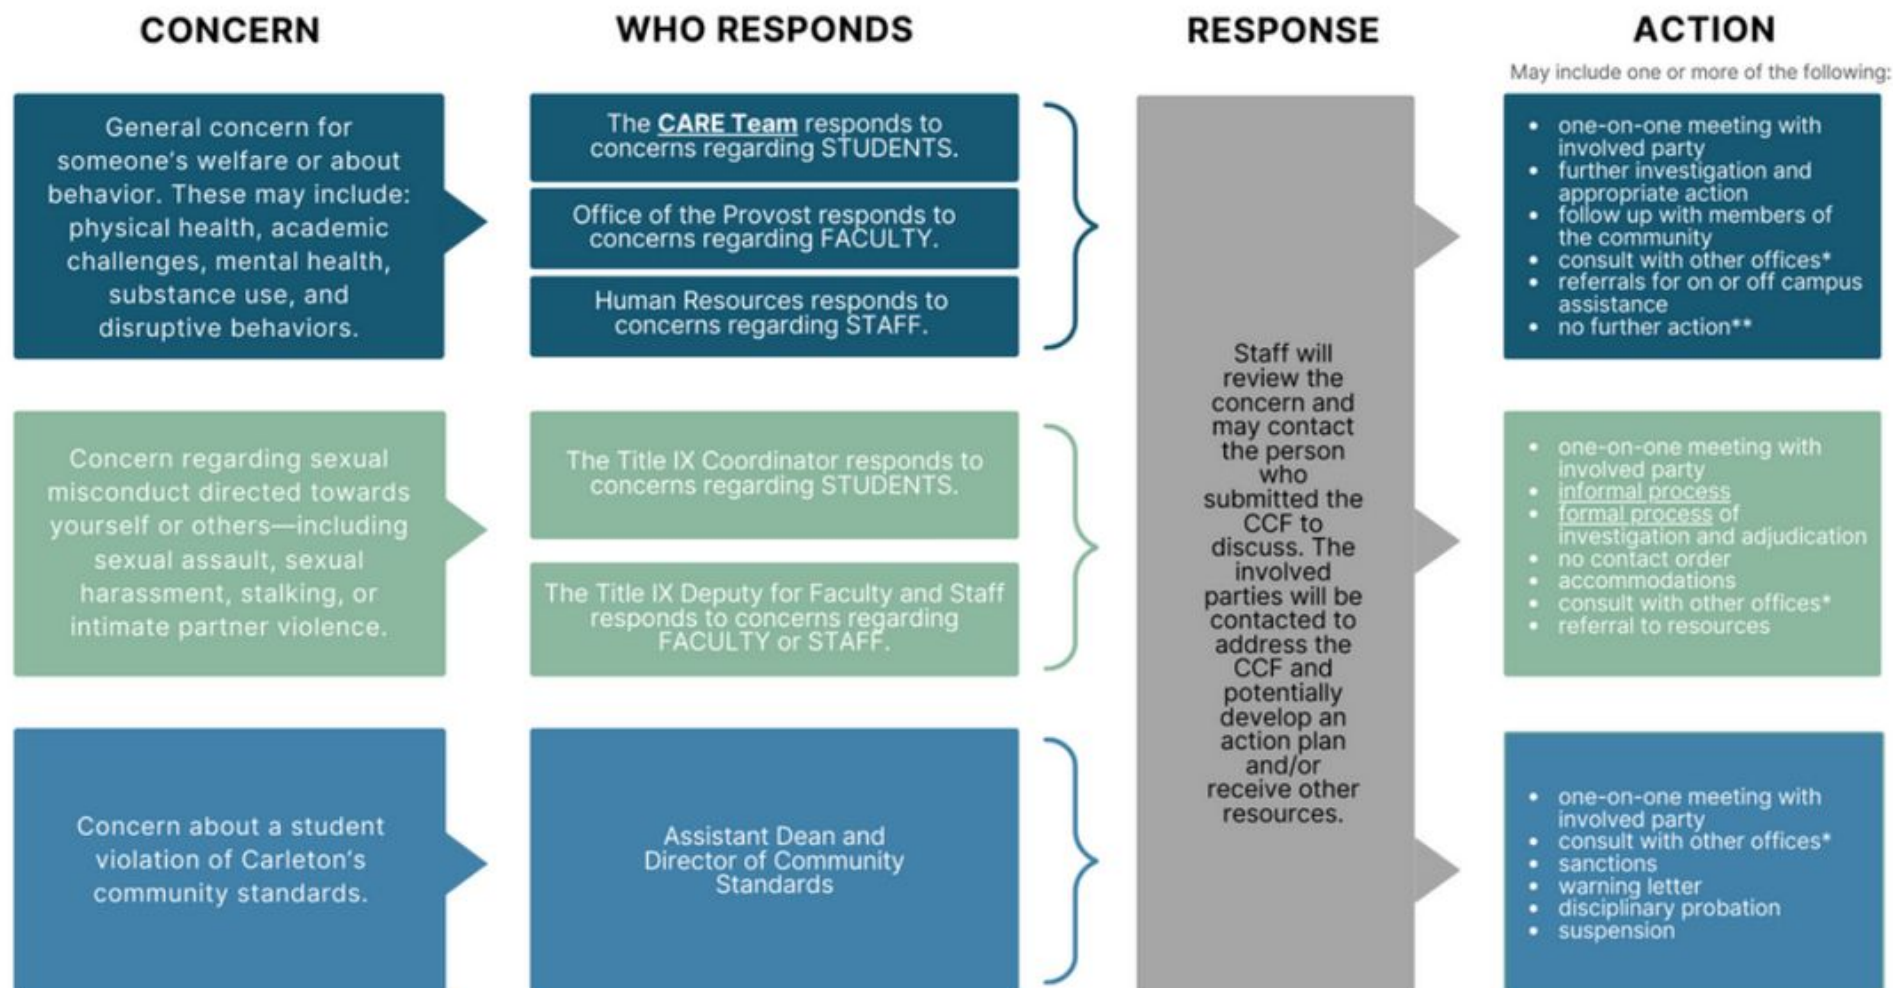 CONCERN
WHO RESPONDS
RESPONSE
ACTION
May include one or more of the following:
General concern for
someone's welfare or about
behavior. These may include:
physical health, academic
challenges, mental health,
substance use, and
disruptive behaviors.
The CARE Team responds to
concerns regarding STUDENTS.
Office of the Provost responds to
concerns regarding FACULTY.
Human Resources responds to
concerns regarding STAFF.
• one-on-one meeting with
involved party
• further investigation and
appropriate action
• follow up with members of
the community
• consult with other offices*
• referrals for on or off campus
assistance
• no further action**
Concern regarding sexual
misconduct directed towards
yourself or others—including
sexual assault, sexual
harassment, stalking, or
intimate partner violence.
The Title IX Coordinator responds to
concerns regarding STUDENTS.
The Title IX Deputy for Faculty and Staff
responds to concerns regarding
FACULTY or STAFF.
Staff will
review the
concern and
may contact
the person
who
submitted the
CCF to
discuss. The
involved
parties will be
contacted to
address the
CCF and
potentially
develop an
action plan
and/or
receive other
resources.
• one-on-one meeting with
involved party
• informal process
• formal process of
investigation and adjudication
• no contact order
• accommodations
• consult with other offices*
• referral to resources
Concern about a student
violation of Carleton's
community standards.
Assistant Dean and
Director of Community
Standards
• one-on-one meeting with
involved party
• consult with other offices*
• sanctions
• warning letter
• disciplinary probation
• suspension